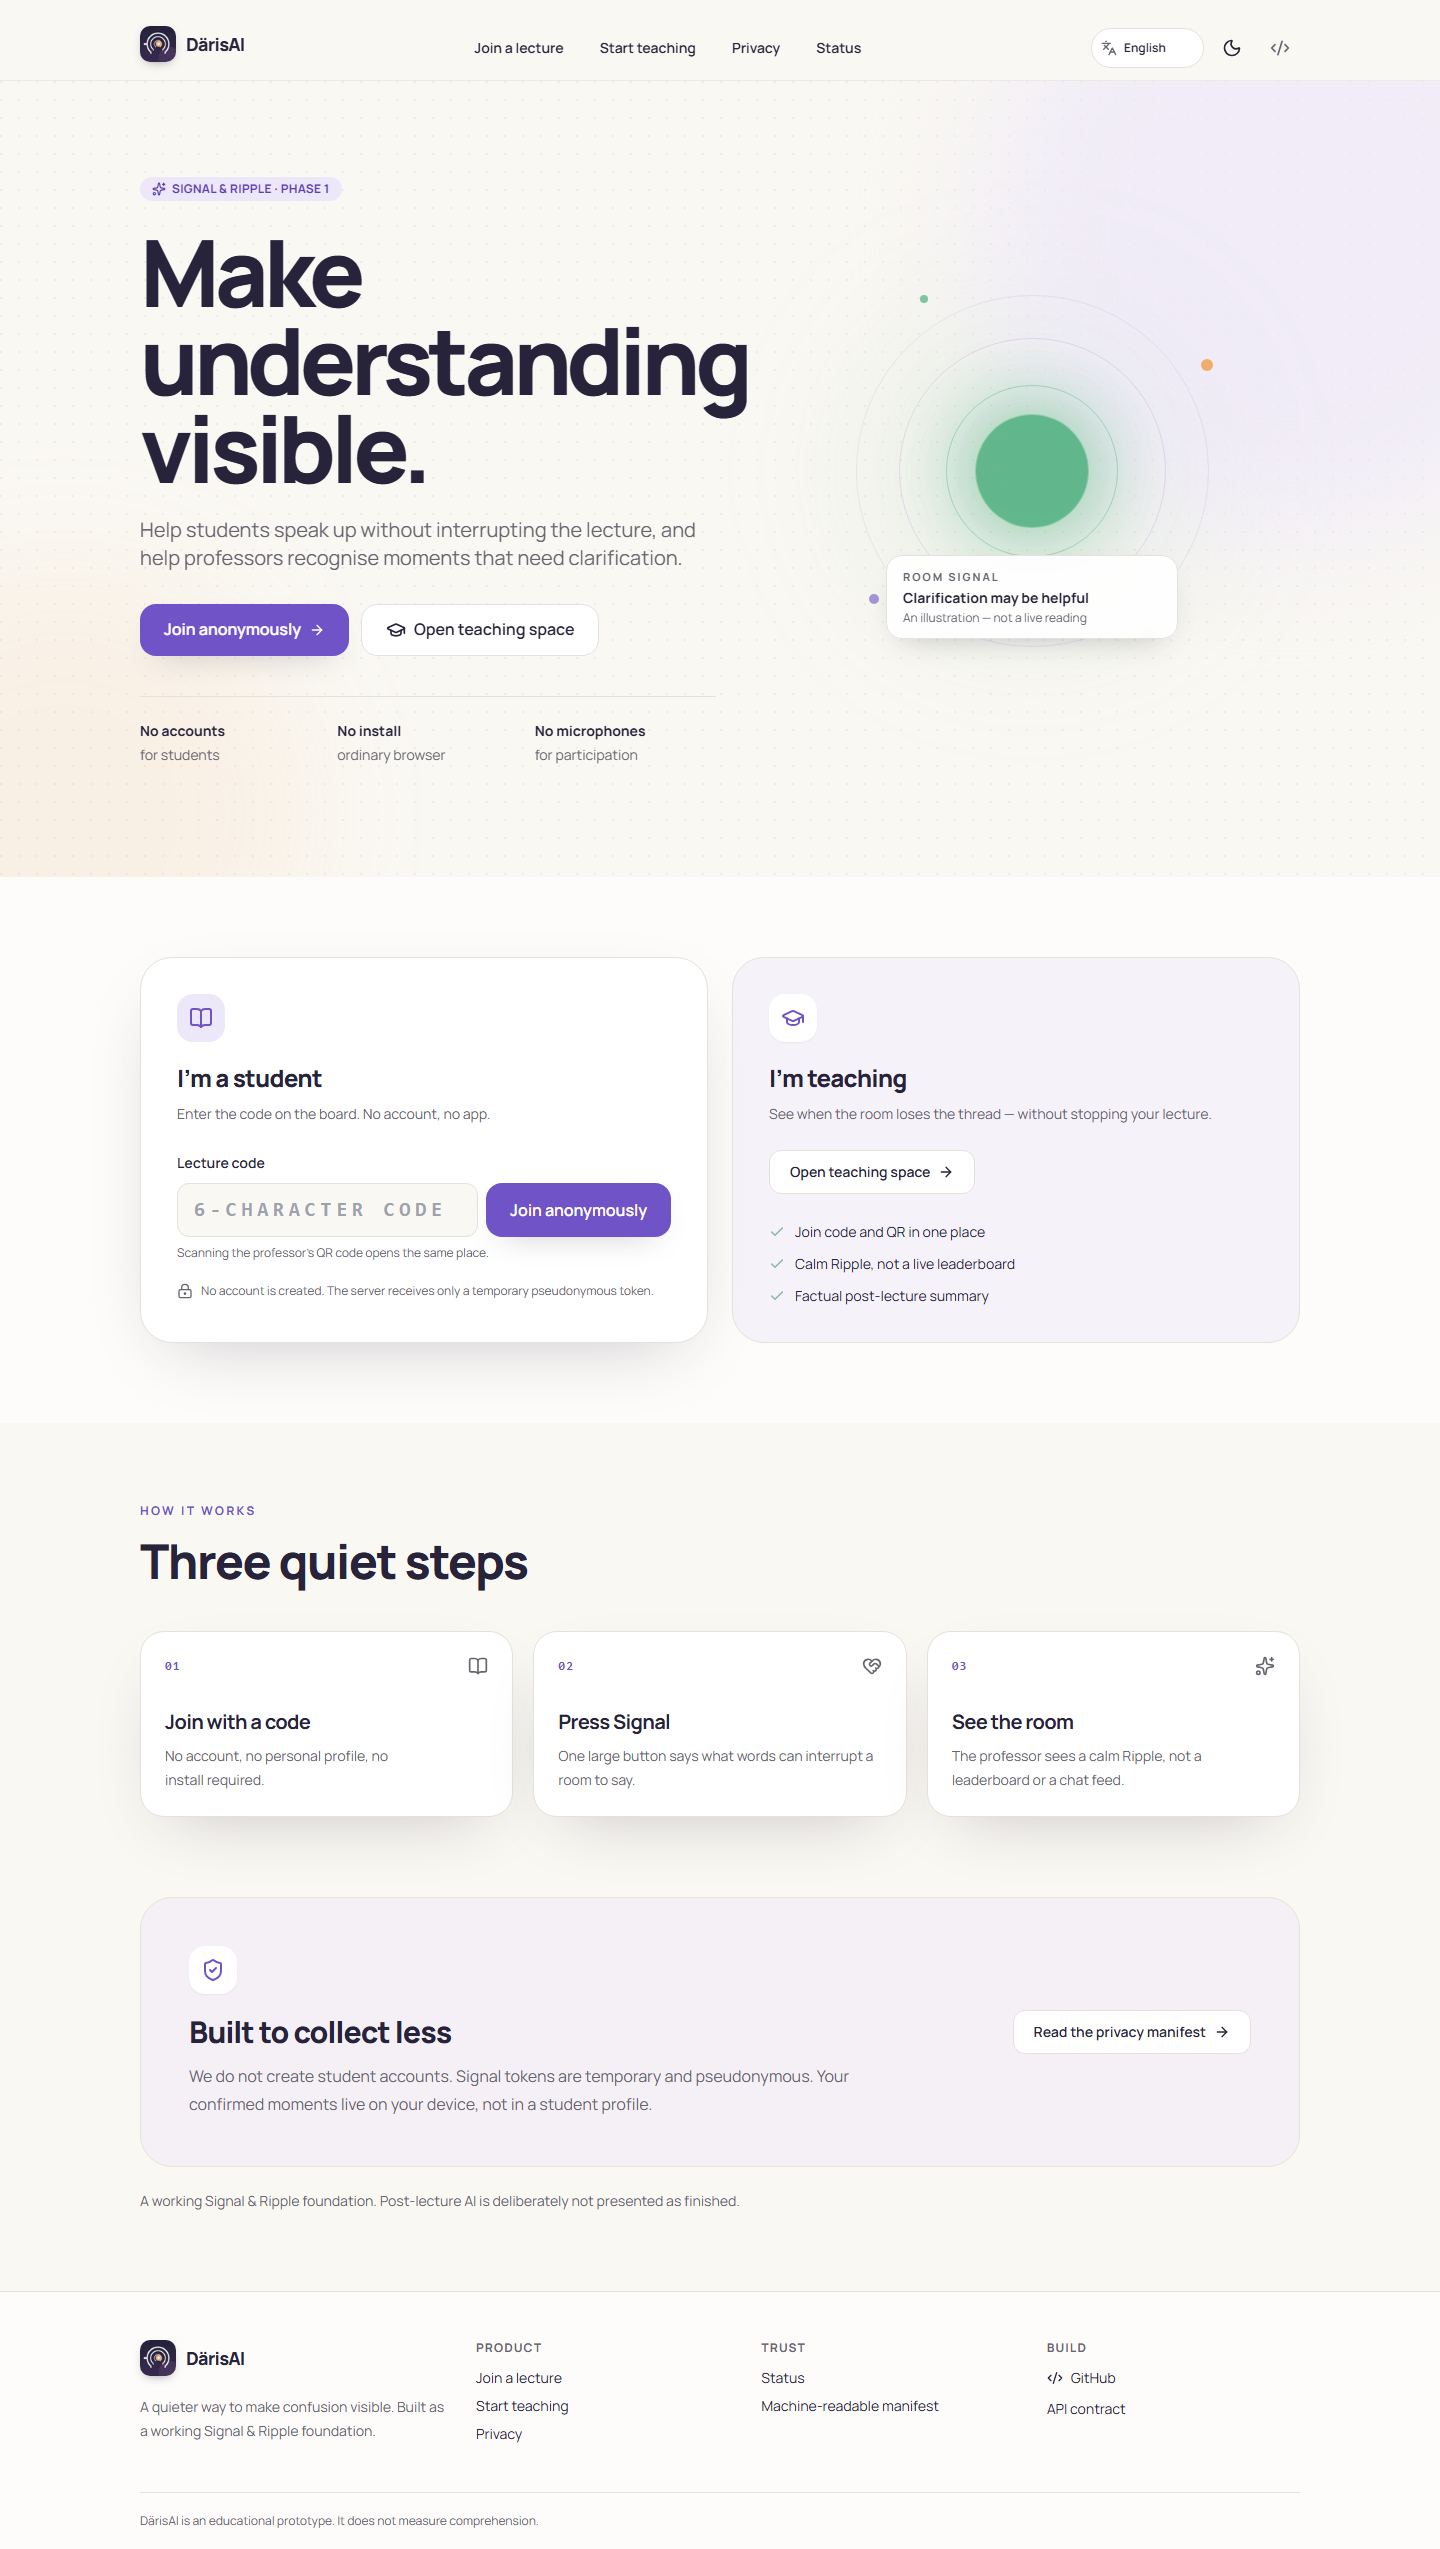 DärisAI
Join a lecture
Start teaching
Privacy
Status
English
SIGNAL & RIPPLE · PHASE 1
Make
understanding
visible.
Help students speak up without interrupting the lecture, and
help professors recognise moments that need clarification.
Join anonymously
Open teaching space
No accounts
for students
No install
ordinary browser
No microphones
for participation
ROOM SIGNAL
Clarification may be helpful
An illustration — not a live reading
I'm a student
Enter the code on the board. No account, no app.
Lecture code
6-CHARACTER CODE
Join anonymously
Scanning the professor's QR code opens the same place.
No account is created. The server receives only a temporary pseudonymous token.
I'm teaching
See when the room loses the thread — without stopping your lecture.
Open teaching space
Join code and QR in one place
Calm Ripple, not a live leaderboard
Factual post-lecture summary
HOW IT WORKS
Three quiet steps
01
Join with a code
No account, no personal profile, no
install required.
02
Press Signal
One large button says what words can interrupt a
room to say.
03
See the room
The professor sees a calm Ripple, not a
leaderboard or a chat feed.
Built to collect less
We do not create student accounts. Signal tokens are temporary and pseudonymous. Your
confirmed moments live on your device, not in a student profile.
Read the privacy manifest
A working Signal & Ripple foundation. Post-lecture AI is deliberately not presented as finished.
DärisAI
A quieter way to make confusion visible. Built as
a working Signal & Ripple foundation.
PRODUCT
Join a lecture
Start teaching
Privacy
TRUST
Status
Machine-readable manifest
BUILD
GitHub
API contract
DärisAI is an educational prototype. It does not measure comprehension.